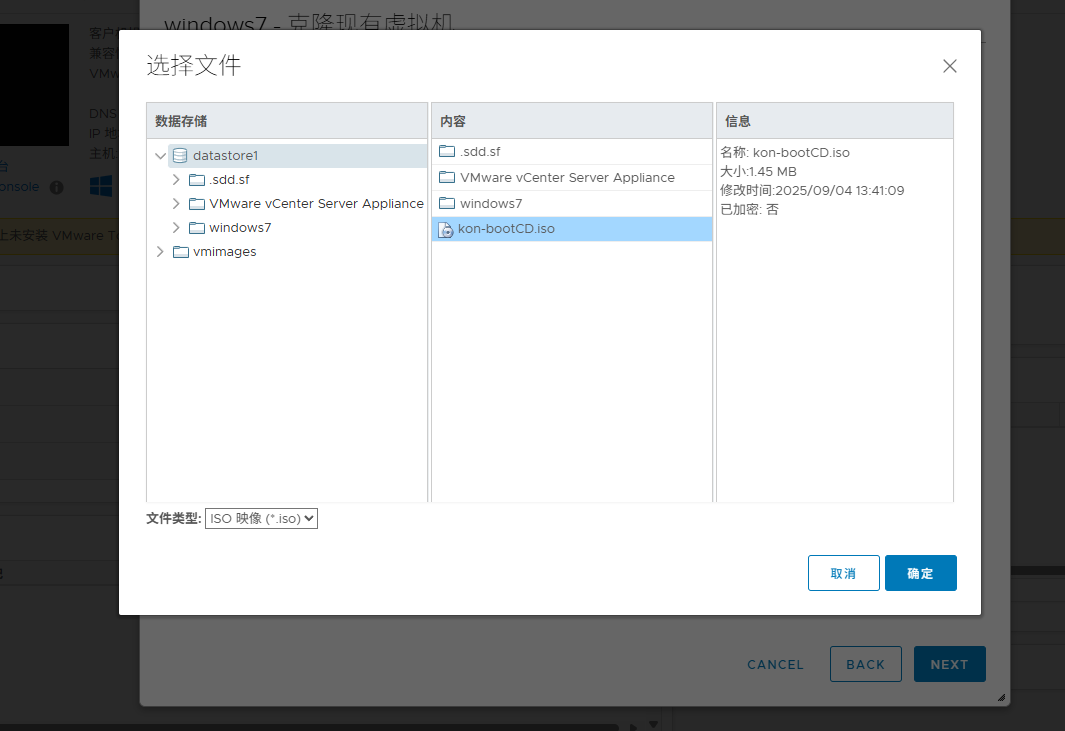 windows7 - 克隆现有虚拟机
选择文件
数据存储
内容
信息
datastore1
.sdd.sf
VMware vCenter Server Appliance
windows7
vmimages
.sdd.sf
VMware vCenter Server Appliance
windows7
kon-bootCD.iso
名称: kon-bootCD.iso
大小:1.45 MB
修改时间:2025/09/04 13:41:09
已加密: 否
文件类型: ISO 映像 (*.iso)
取消
确定
CANCEL
BACK
NEXT
客户
兼容
VMw
DNS
IP 地
主机
台
onsole
上未安装 VMware T